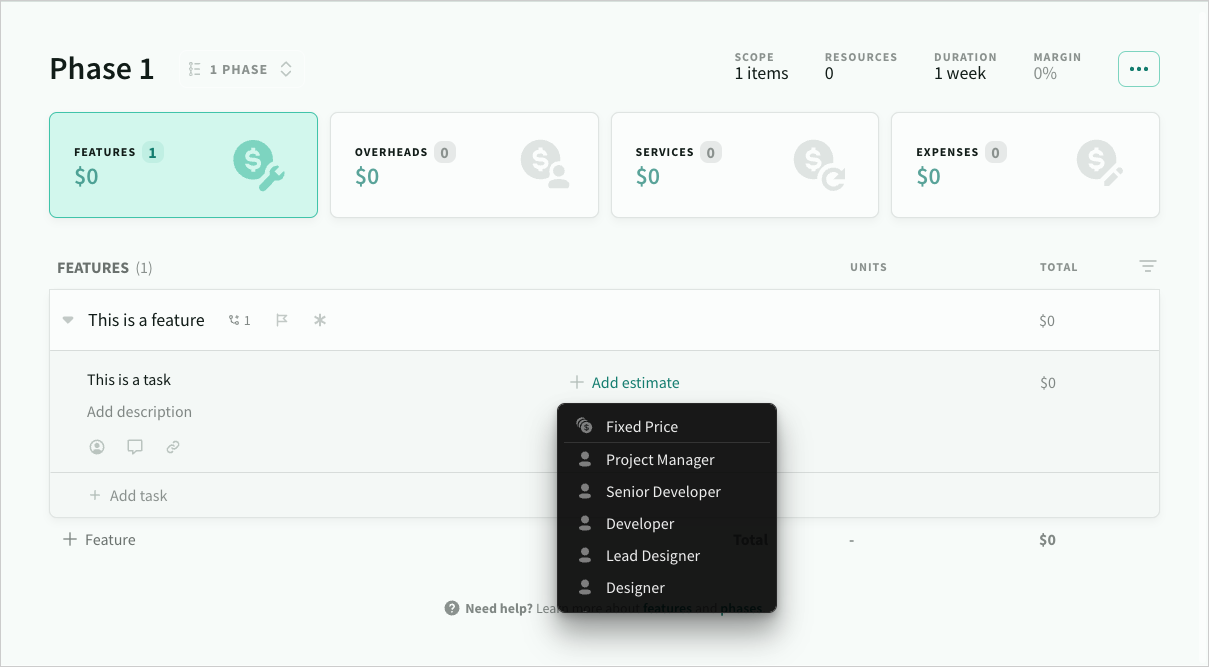 Phase 1
1 PHASE
SCOPE
1 items
RESOURCES
0
DURATION
1 week
MARGIN
0%
FEATURES 1
$0
OVERHEADS 0
$0
SERVICES 0
$0
EXPENSES 0
$0
FEATURES (1)
UNITS
TOTAL
This is a feature
1
$0
This is a task
Add estimate
$0
Add description
Fixed Price
Project Manager
Senior Developer
Developer
Lead Designer
Designer
Add task
Feature
Total
-
$0
Need help? Learn more about features and phases